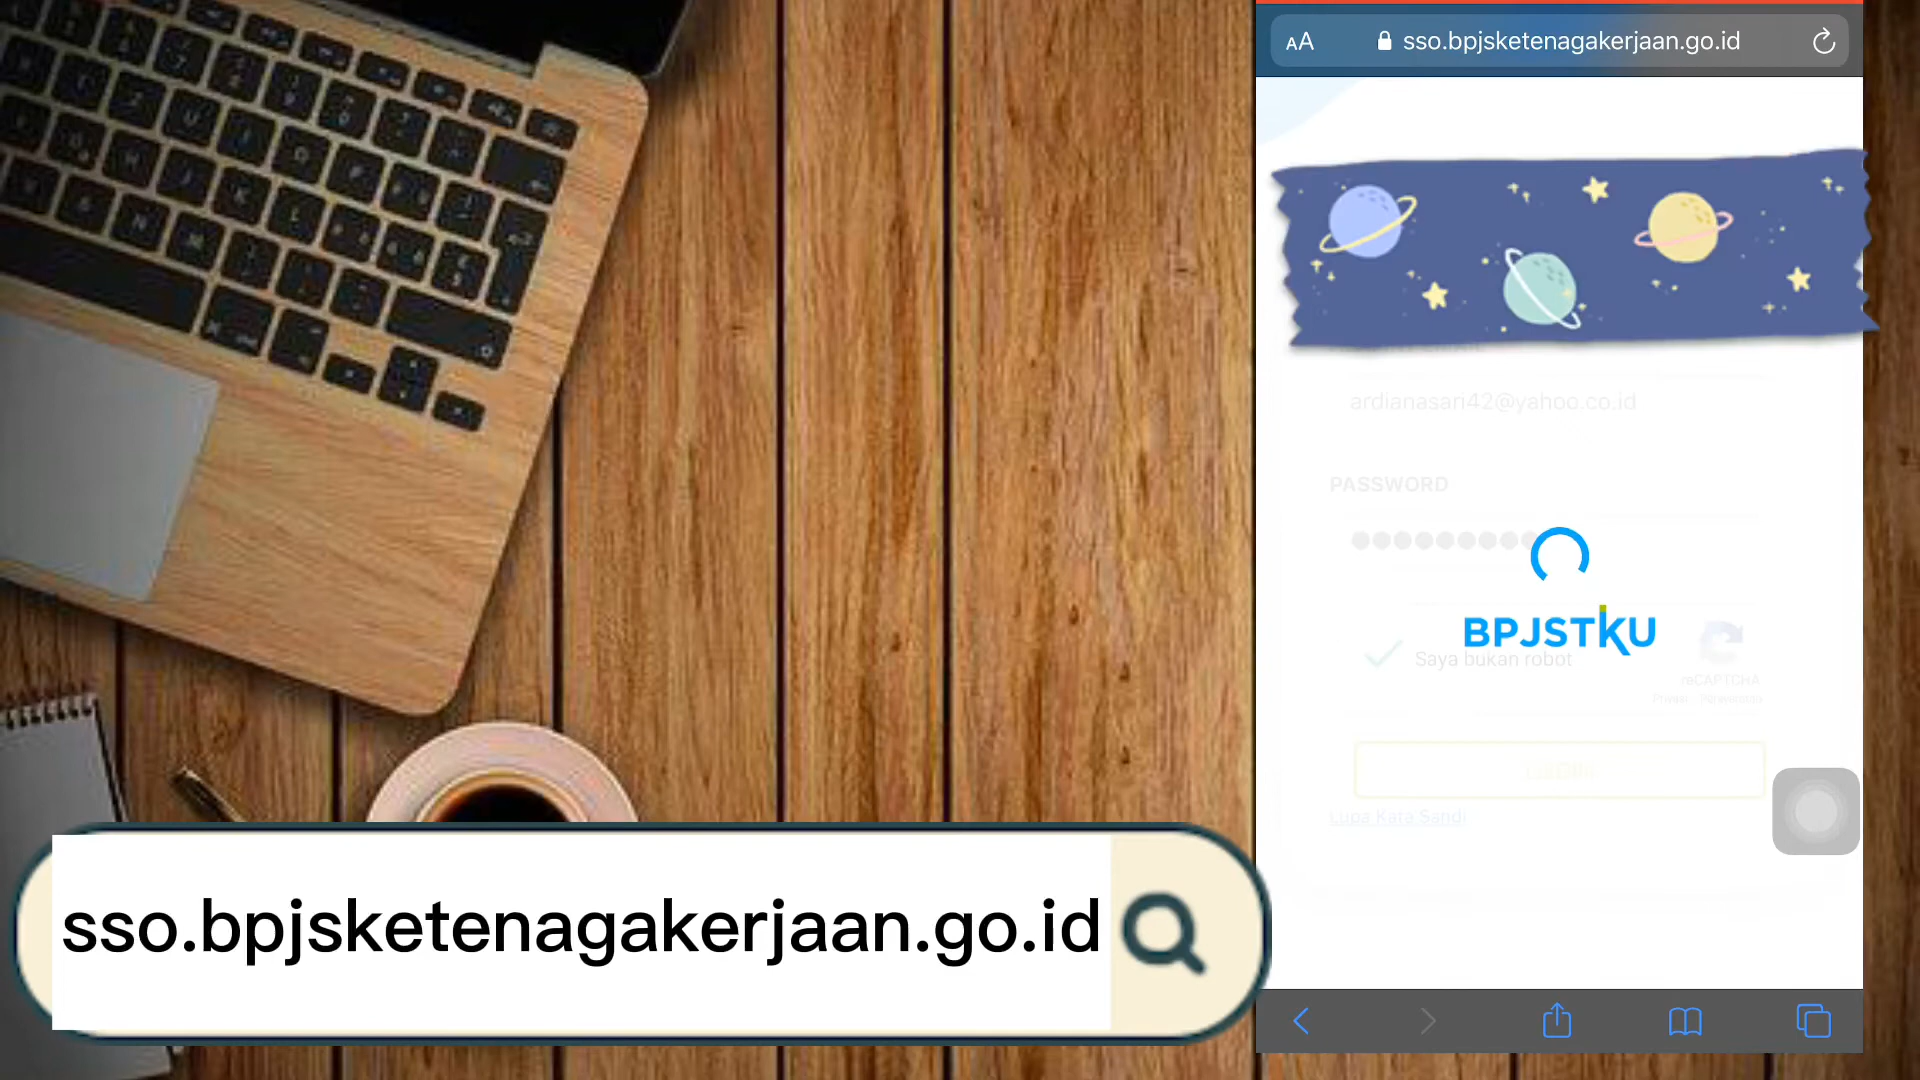 AA sso.bpjsketenagakerjaan.go.id
ardianasari42@yahoo.co.id
PASSWORD
BPJSTKU
Saya bukan robot
reCAPTCHA
Lupa Kata Sandi
sso.bpjsketenagakerjaan.go.id